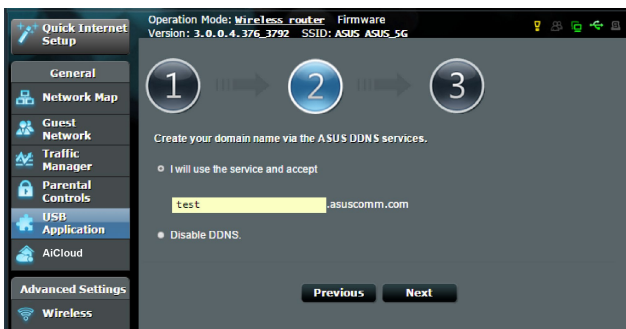 Quick Internet
Setup
General
Network Map
Guest
Network
Traffic
Manager
Parental
Controls
USB
Application
AiCloud
Advanced Settings
Wireless
Operation Mode: Wireless router Firmware
Version: 3.0.0.4.376_3792 SSID: ASUS ASUS_5G
1
2
3
Create your domain name via the ASUS DDNS services.
I will use the service and accept
test .asuscomm.com
Disable DDNS.
Previous Next